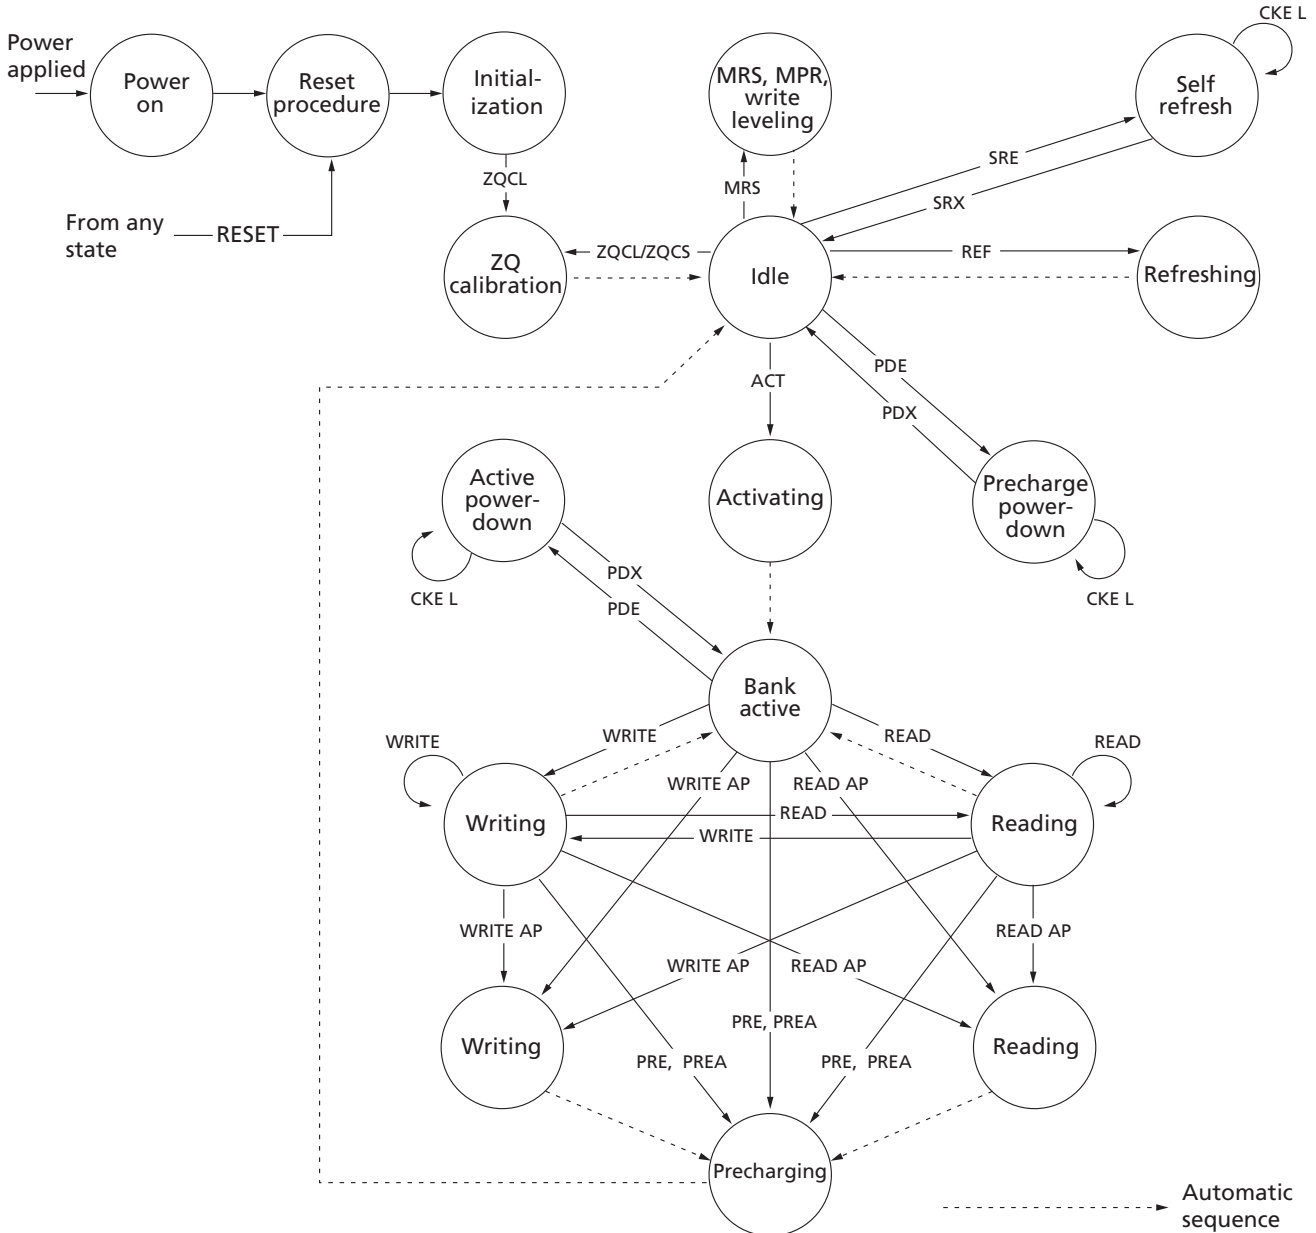 CKE L
Power
applied
Power
on
Reset
procedure
Initial-
ization
MRS, MPR,
write
leveling
Self
refresh
SRE
ZQCL
MRS
SRX
From any
state
RESET
ZQCL/ZQCS
REF
ZQ
calibration
Idle
Refreshing
PDE
ACT
PDX
Active
power-
down
Activating
Precharge
power-
down
PDX
CKE L
PDE
CKE L
Bank
active
WRITE
WRITE
READ
READ
WRITE AP
READ AP
Writing
READ
Reading
WRITE
WRITE AP
READ AP
WRITE AP
READ AP
PRE, PREA
Writing
Reading
PRE, PREA
PRE, PREA
Precharging
Automatic
sequence